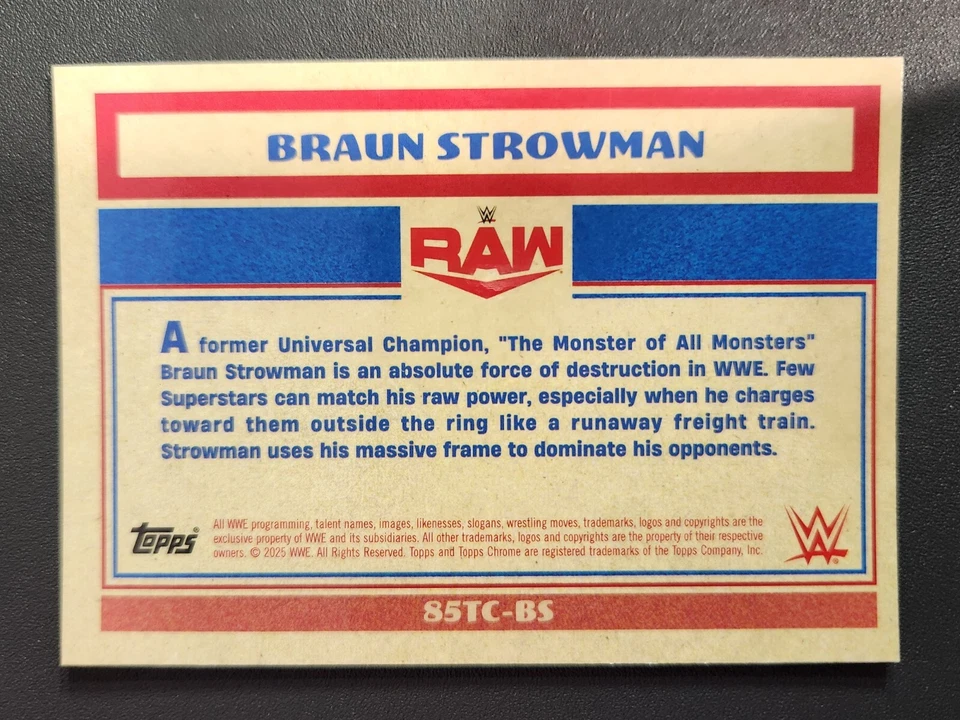 BRAUN STROWMAN
W
RAW
A former Universal Champion, "The Monster of All Monsters"
Braun Strowman is an absolute force of destruction in WWE. Few
Superstars can match his raw power, especially when he charges
toward them outside the ring like a runaway freight train.
Strowman uses his massive frame to dominate his opponents.
All WWE programming, talent names, images, likenesses, slogans, wrestling moves, trademarks, logos and copyrights are the
exclusive property of WWE and its subsidiaries. All other trademarks, logos and copyrights are the property of their respective
owners. © 2025 WWE. All Rights Reserved. Topps and Topps Chrome are registered trademarks of the Topps Company, Inc.
Topps®
W®
85TC-BS